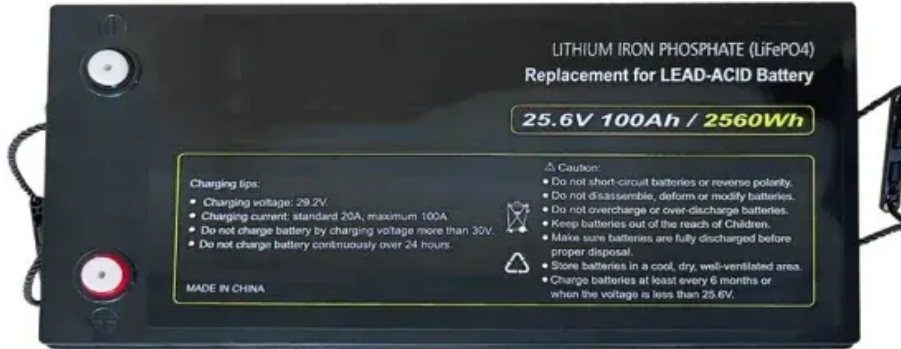 LITHIUM IRON PHOSPHATE (LiFePO4)
Replacement for LEAD-ACID Battery
25.6V 100Ah / 2560Wh
Charging tips:
• Charging voltage: 29.2V.
• Charging current: standard 20A, maximum 100A
• Do not charge battery by charging voltage more than 30V.
• Do not charge battery continuously over 24 hours.
MADE IN CHINA
⚠ Caution:
• Do not short-circuit batteries or reverse polarity.
• Do not disassemble, deform or modify batteries.
• Do not overcharge or over-discharge batteries.
• Keep batteries out of the reach of Children.
• Make sure batteries are fully discharged before
proper disposal.
• Store batteries in a cool, dry, well-ventilated area.
• Charge batteries at least every 6 months or
when the voltage is less than 25.6V.